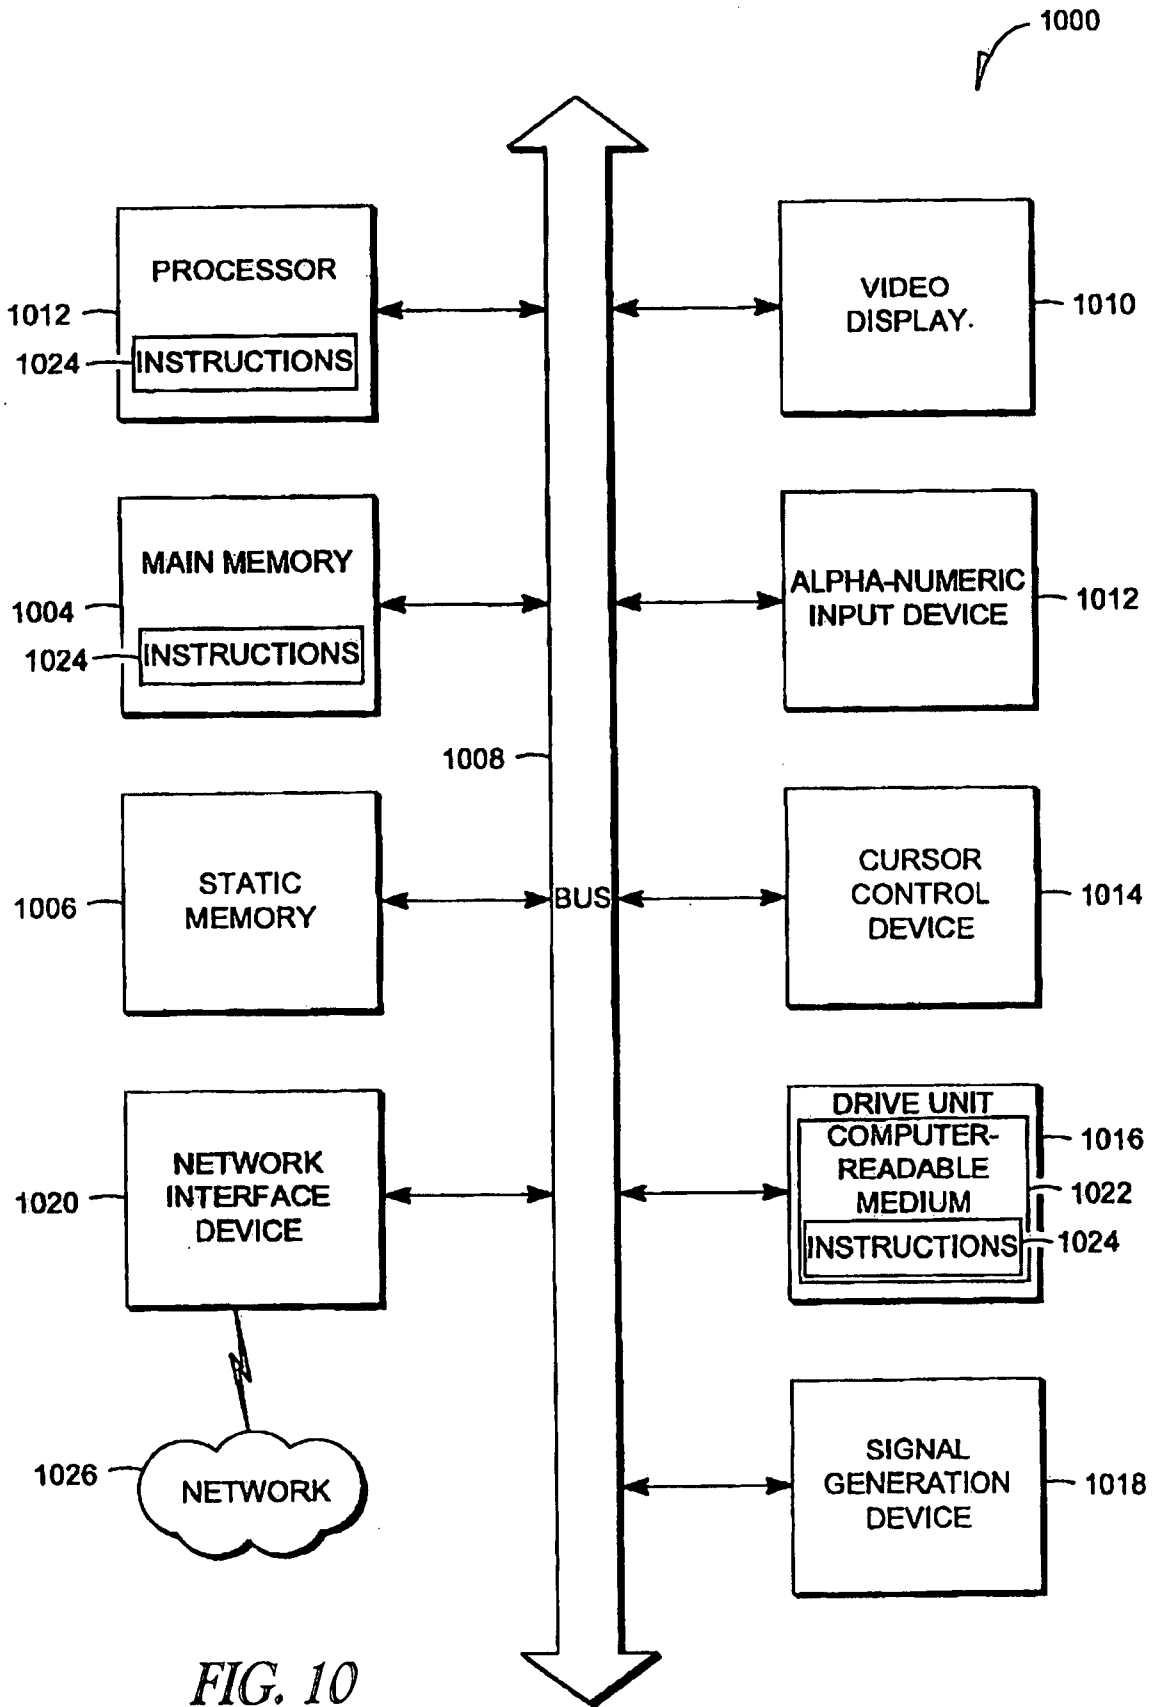 1000
PROCESSOR
1012
1024
INSTRUCTIONS
VIDEO
DISPLAY.
1010
MAIN MEMORY
1004
1024
INSTRUCTIONS
ALPHA-NUMERIC
INPUT DEVICE
1012
1008
STATIC
MEMORY
1006
BUS
CURSOR
CONTROL
DEVICE
1014
NETWORK
INTERFACE
DEVICE
1020
DRIVE UNIT
COMPUTER-
READABLE
MEDIUM
1016
1022
INSTRUCTIONS
1024
1026
NETWORK
SIGNAL
GENERATION
DEVICE
1018
FIG. 10